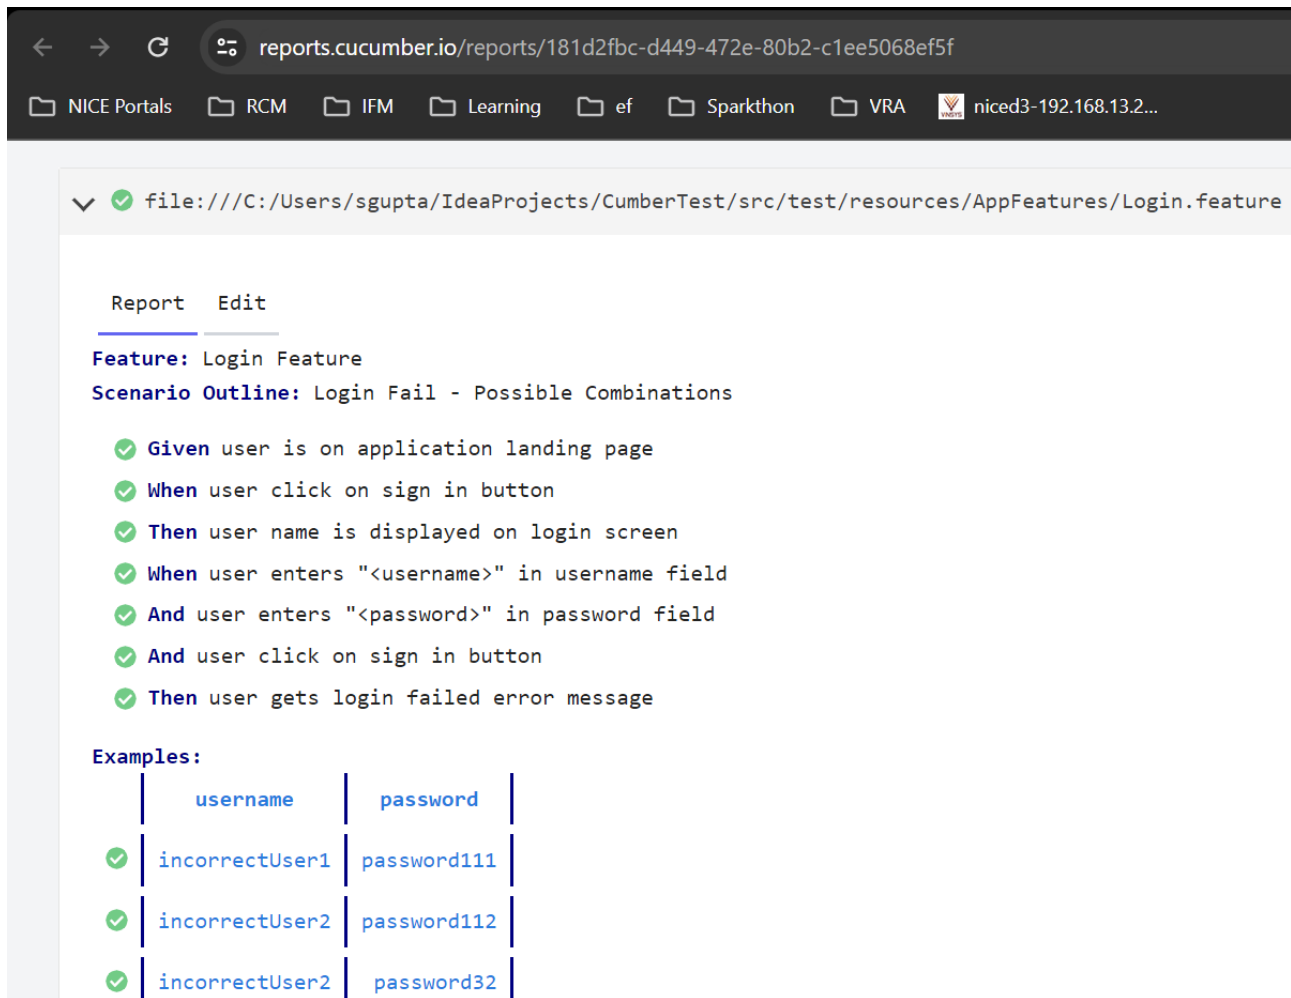 reports.cucumber.io/reports/181d2fbc-d449-472e-80b2-c1ee5068ef5f
NICE Portals RCM IFM Learning ef Sparkthon VRA VNSYS niced3-192.168.13.2...
file:///C:/Users/sgupta/IdeaProjects/CumberTest/src/test/resources/AppFeatures/Login.feature
Report Edit
Feature: Login Feature
Scenario Outline: Login Fail - Possible Combinations
Given user is on application landing page
When user click on sign in button
Then user name is displayed on login screen
When user enters "<username>" in username field
And user enters "<password>" in password field
And user click on sign in button
Then user gets login failed error message
Examples:
username password
incorrectUser1 password111
incorrectUser2 password112
incorrectUser2 password32